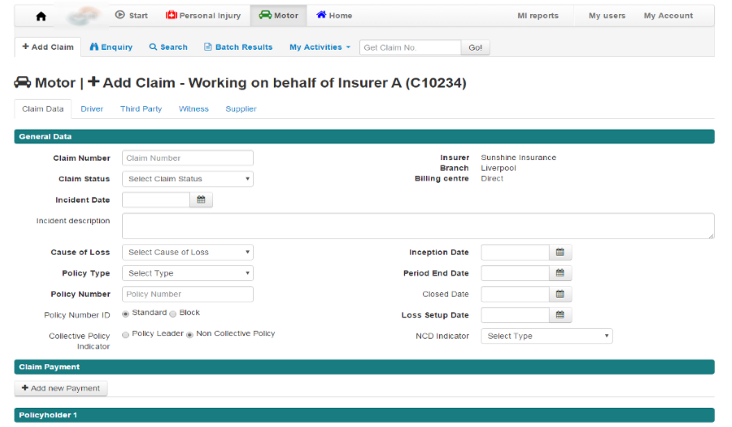 Start Personal Injury Motor Home MI reports My users My Account
+ Add Claim Enquiry Search Batch Results My Activities Get Claim No. Go!
Motor | + Add Claim - Working on behalf of Insurer A (C10234)
Claim Data Driver Third Party Witness Supplier
General Data
Claim Number Claim Number Insurer Sunshine Insurance
Branch Liverpool
Claim Status Select Claim Status Billing centre Direct
Incident Date
Incident description
Cause of Loss Select Cause of Loss Inception Date
Policy Type Select Type Period End Date
Policy Number Policy Number Closed Date
Policy Number ID Standard Block Loss Setup Date
Collective Policy Indicator Policy Leader Non Collective Policy NCD Indicator Select Type
Claim Payment
+ Add new Payment
Policyholder 1